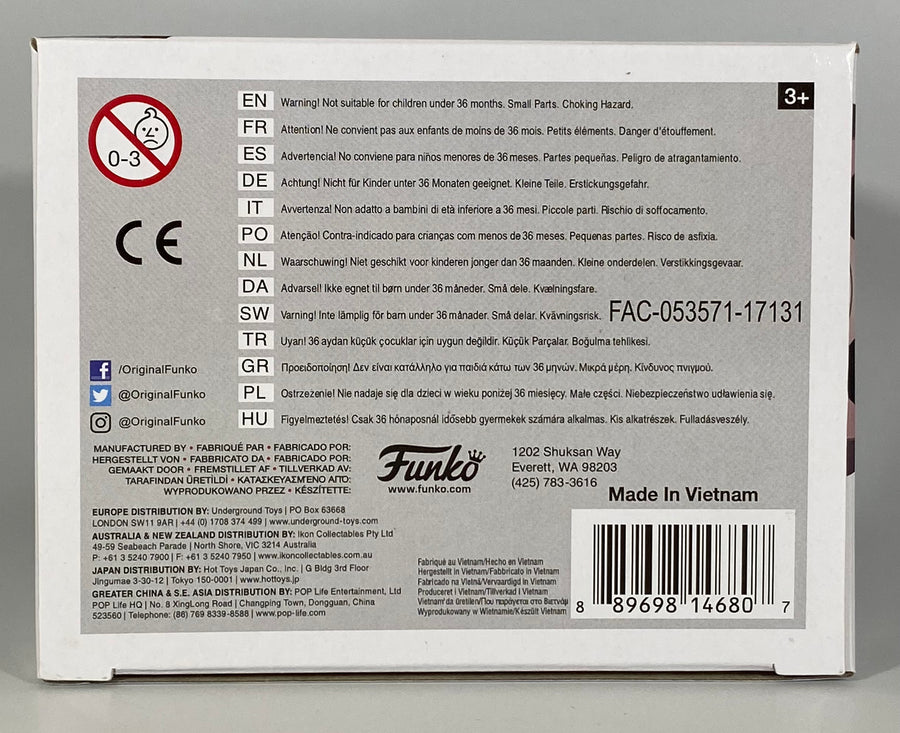 3+
0-3
CE
EN Warning! Not suitable for children under 36 months. Small Parts. Choking Hazard.
FR Attention! Ne convient pas aux enfants de moins de 36 mois. Petits éléments. Danger d'étouffement.
ES Advertencia! No conviene para niños menores de 36 meses. Partes pequeñas. Peligro de atragantamiento.
DE Achtung! Nicht für Kinder unter 36 Monaten geeignet. Kleine Teile. Erstickungsgefahr.
IT Avvertenza! Non adatto a bambini di età inferiore a 36 mesi. Piccole parti. Rischio di soffocamento.
PO Atenção! Contra-indicado para crianças com menos de 36 meses. Pequenas partes. Risco de asfixia.
NL Waarschuwing! Niet geschikt voor kinderen jonger dan 36 maanden. Kleine onderdelen. Verstikkingsgevaar.
DA Advarsel! Ikke egnet til børn under 36 måneder. Små dele. Kvælningsfare.
SW Varning! Inte lämplig för barn under 36 månader. Små delar. Kvävningsrisk. FAC-053571-17131
TR Uyarı! 36 aydan küçük çocuklar için uygun değildir. Küçük Parçalar. Boğulma tehlikesi.
GR Προειδοποίηση! Δεν είναι κατάλληλο για παιδιά κάτω των 36 μηνών. Μικρά μέρη. Κίνδυνος πνιγμού.
PL Ostrzeżenie! Nie nadaje się dla dzieci w wieku poniżej 36 miesięcy. Małe części. Niebezpieczeństwo udławienia się.
HU Figyelmeztetés! Csak 36 hónaposnál idősebb gyermekek számára alkalmas. Kis alkatrészek. Fulladásveszély.
f /OriginalFunko
@OriginalFunko
@OriginalFunko
MANUFACTURED BY • FABRIQUÉ PAR • FABRICADO POR:
HERGESTELLT VON • FABBRICATO DA • FABRICADO POR:
GEMAAKT DOOR • FREMSTILLET AF • TILLVERKAD AV:
TARAFINDAN ÜRETİLDİ • ΚΑΤΑΣΚΕΥΑΣΜΕΝΟ ΑΠΟ:
WYPRODUKOWANO PRZEZ • KÉSZÍTETTE:
Funko
www.funko.com
1202 Shuksan Way
Everett, WA 98203
(425) 783-3616
Made In Vietnam
EUROPE DISTRIBUTION BY: Underground Toys | PO Box 63668
LONDON SW11 9AR | +44 (0) 1708 374 499 | www.underground-toys.com
AUSTRALIA & NEW ZEALAND DISTRIBUTION BY: Ikon Collectables Pty Ltd
49-59 Seabeach Parade | North Shore, VIC 3214 Australia
P: +61 3 5240 7900 | F: +61 3 5240 7950 | www.ikoncollectables.com.au
JAPAN DISTRIBUTION BY: Hot Toys Japan Co., Inc. | G Bldg 3rd Floor
Jingumae 3-30-12 | Tokyo 150-0001 | www.hottoys.jp
GREATER CHINA & S.E. ASIA DISTRIBUTION BY: POP Life Entertainment, Ltd
POP Life HQ | No. 8 XingLong Road | Changping Town, Dongguan, China
523560 | Telephone: (86) 769 8339-8588 | www.pop-life.com
Fabriqué au Vietnam/Hecho en Vietnam
Hergestellt in Vietnam/Fabbricato in Vietnam
Fabricado na Vietnã/Vervaardigd in Vietnam
Produceret i Vietnam/Tillverkad i Vietnam
Vietnam'da üretilen/Που παράγεται στο Βιετνάμ
Wyprodukowany w Wietnamie/Készült Vietnam
8 89698 14680 7